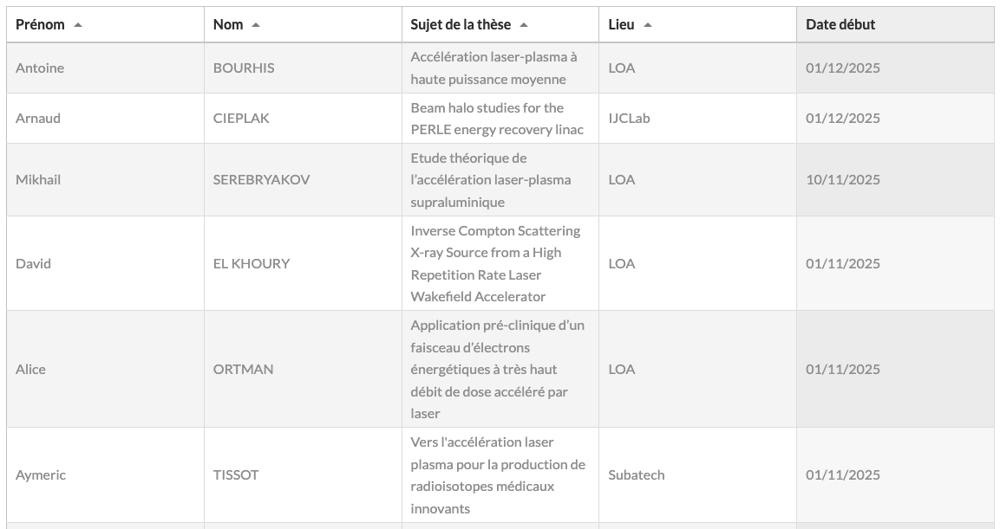 Prénom Nom Sujet de la thèse Lieu Date début
Antoine BOURHIS Accélération laser-plasma à
haute puissance moyenne LOA 01/12/2025
Arnaud CIEPLAK Beam halo studies for the
PERLE energy recovery linac IJCLab 01/12/2025
Mikhail SEREBRYAKOV Etude théorique de
l’accélération laser-plasma
supraluminique LOA 10/11/2025
David EL KHOURY Inverse Compton Scattering
X-ray Source from a High
Repetition Rate Laser
Wakefield Accelerator LOA 01/11/2025
Alice ORTMAN Application pré-clinique d’un
faisceau d’électrons
énergétiques à très haut
débit de dose accéléré par
laser LOA 01/11/2025
Aymeric TISSOT Vers l'accélération laser
plasma pour la production de
radioisotopes médicaux
innovants Subatech 01/11/2025